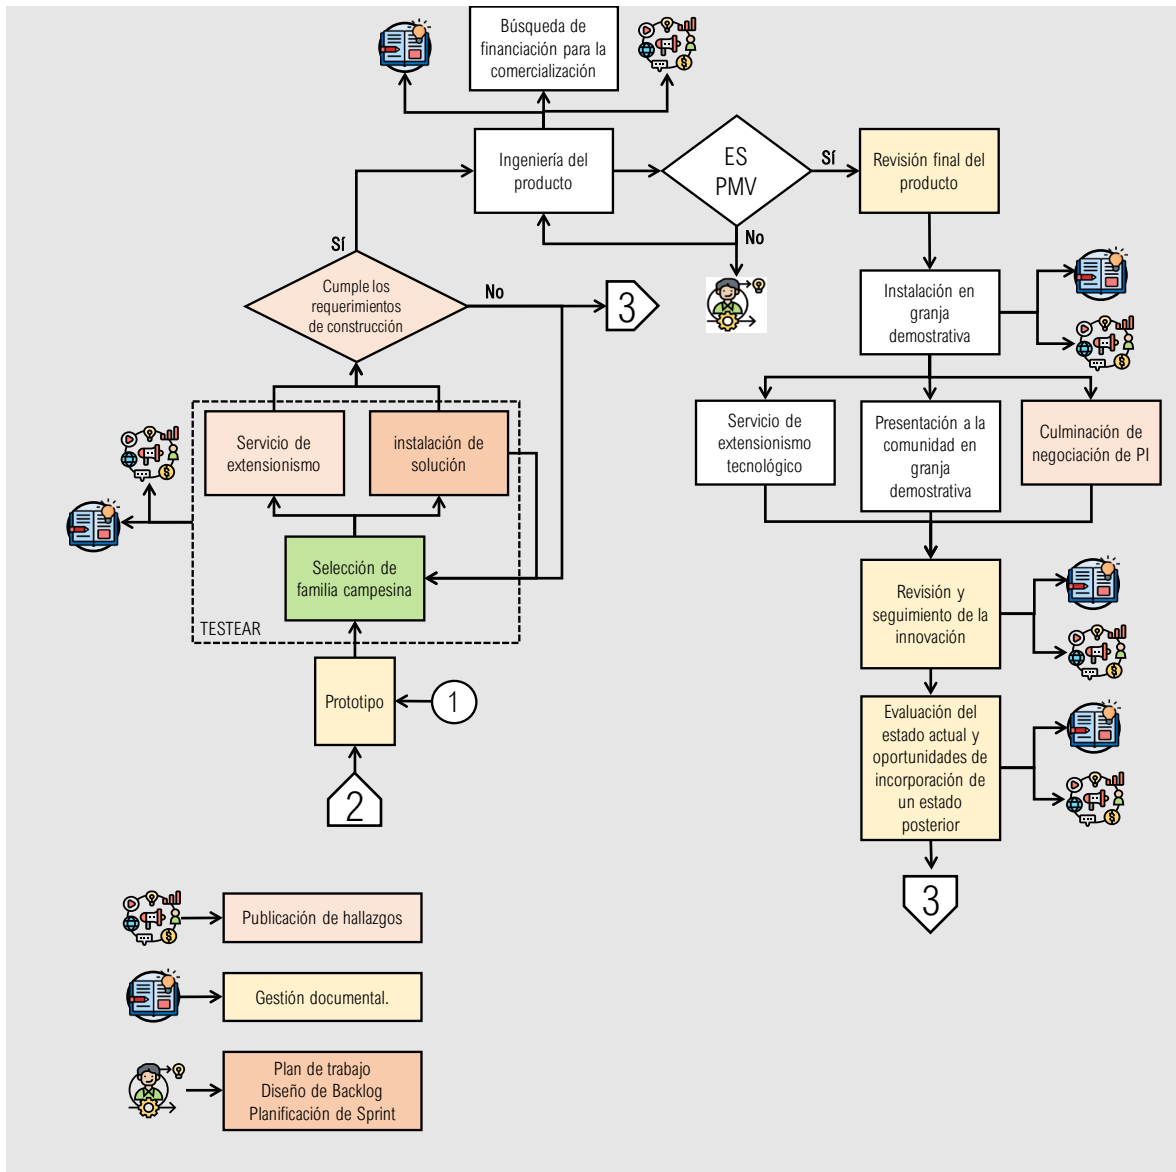 Búsqueda de
financiación para la
comercialización
Ingeniería del
producto
ES
PMV
Sí
Revisión final del
producto
No
Sí
Cumple los
requerimientos
de construcción
No
3
Instalación en
granja
demostrativa
Servicio de
extensionismo
instalación de
solución
Servicio de
extensionismo
tecnológico
Presentación a la
comunidad en
granja
demostrativa
Culminación de
negociación de PI
Selección de
familia campesina
TESTEAR
Revisión y
seguimiento de la
innovación
Prototipo
1
2
Evaluación del
estado actual y
oportunidades de
incorporación de
un estado
posterior
3
Publicación de hallazgos
Gestión documental.
Plan de trabajo
Diseño de Backlog
Planificación de Sprint